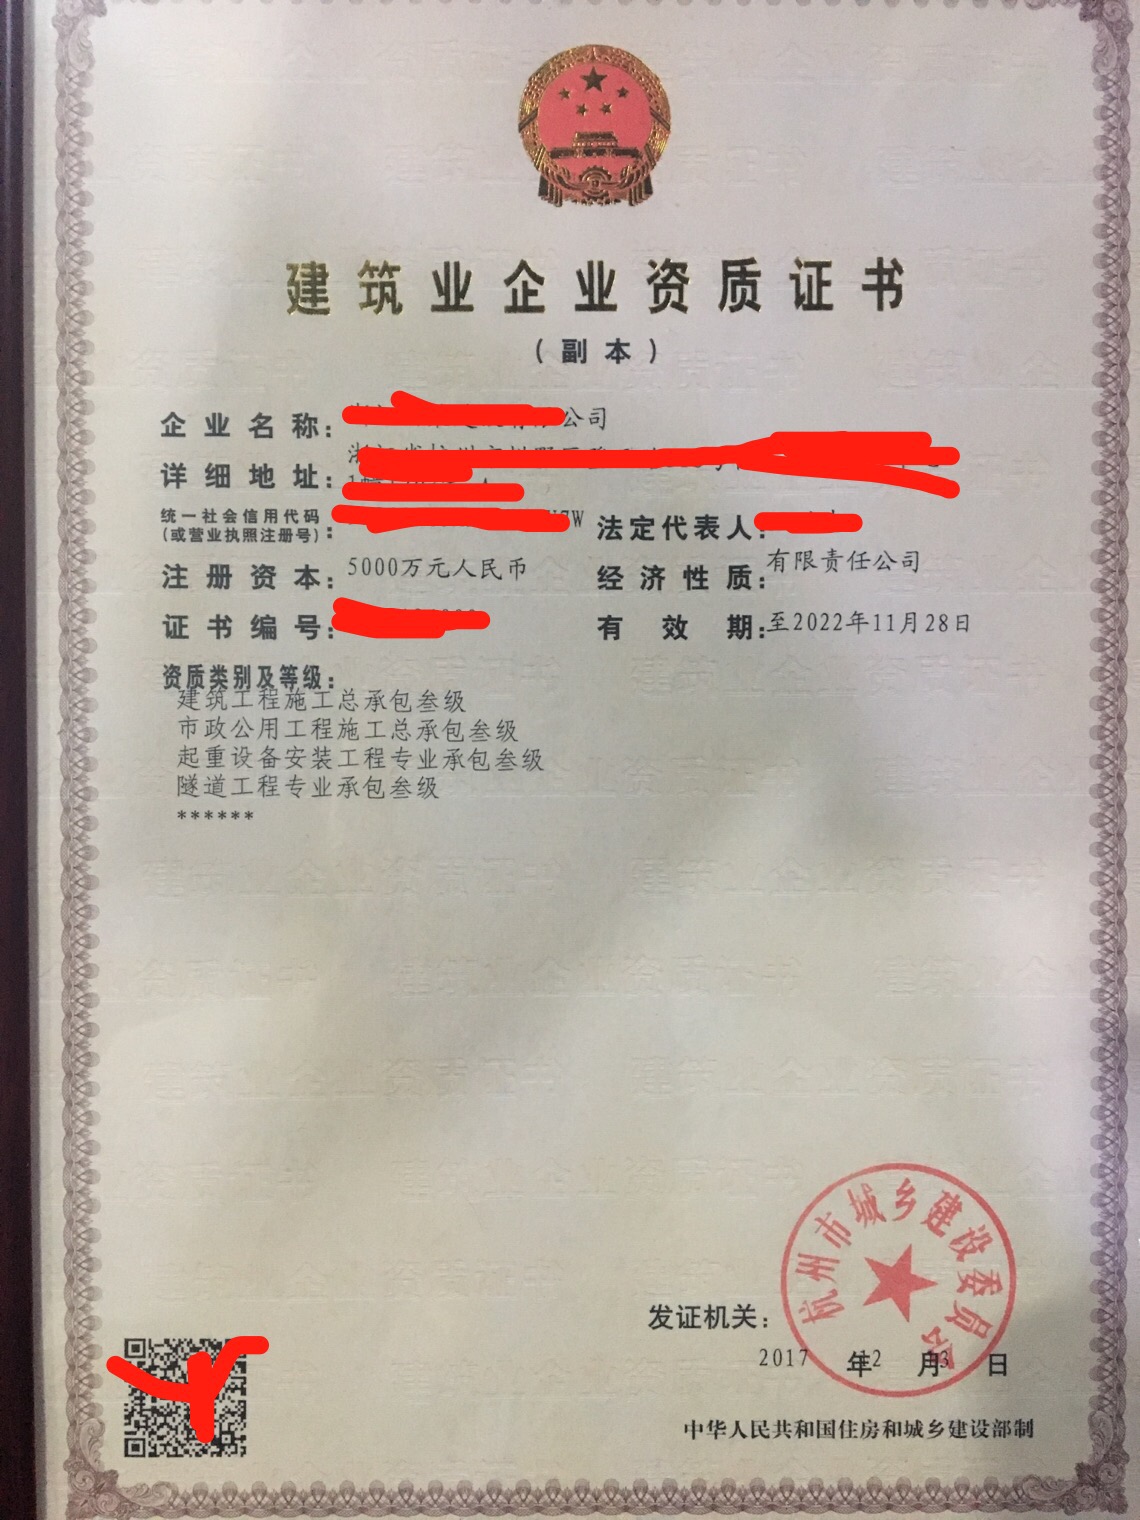 建筑业企业资质证书
（副本）
企业名称： 公司
详细地址：
统一社会信用代码
（或营业执照注册号）： 7W 法定代表人：
注册资本：5000万元人民币 经济性质：有限责任公司
证书编号： 有效期：至2022年11月28日
资质类别及等级：
建筑工程施工总承包叁级
市政公用工程施工总承包叁级
起重设备安装工程专业承包叁级
隧道工程专业承包叁级
******
杭州市城乡建设委员会
发证机关：
2017 年12 月 日
中华人民共和国住房和城乡建设部制